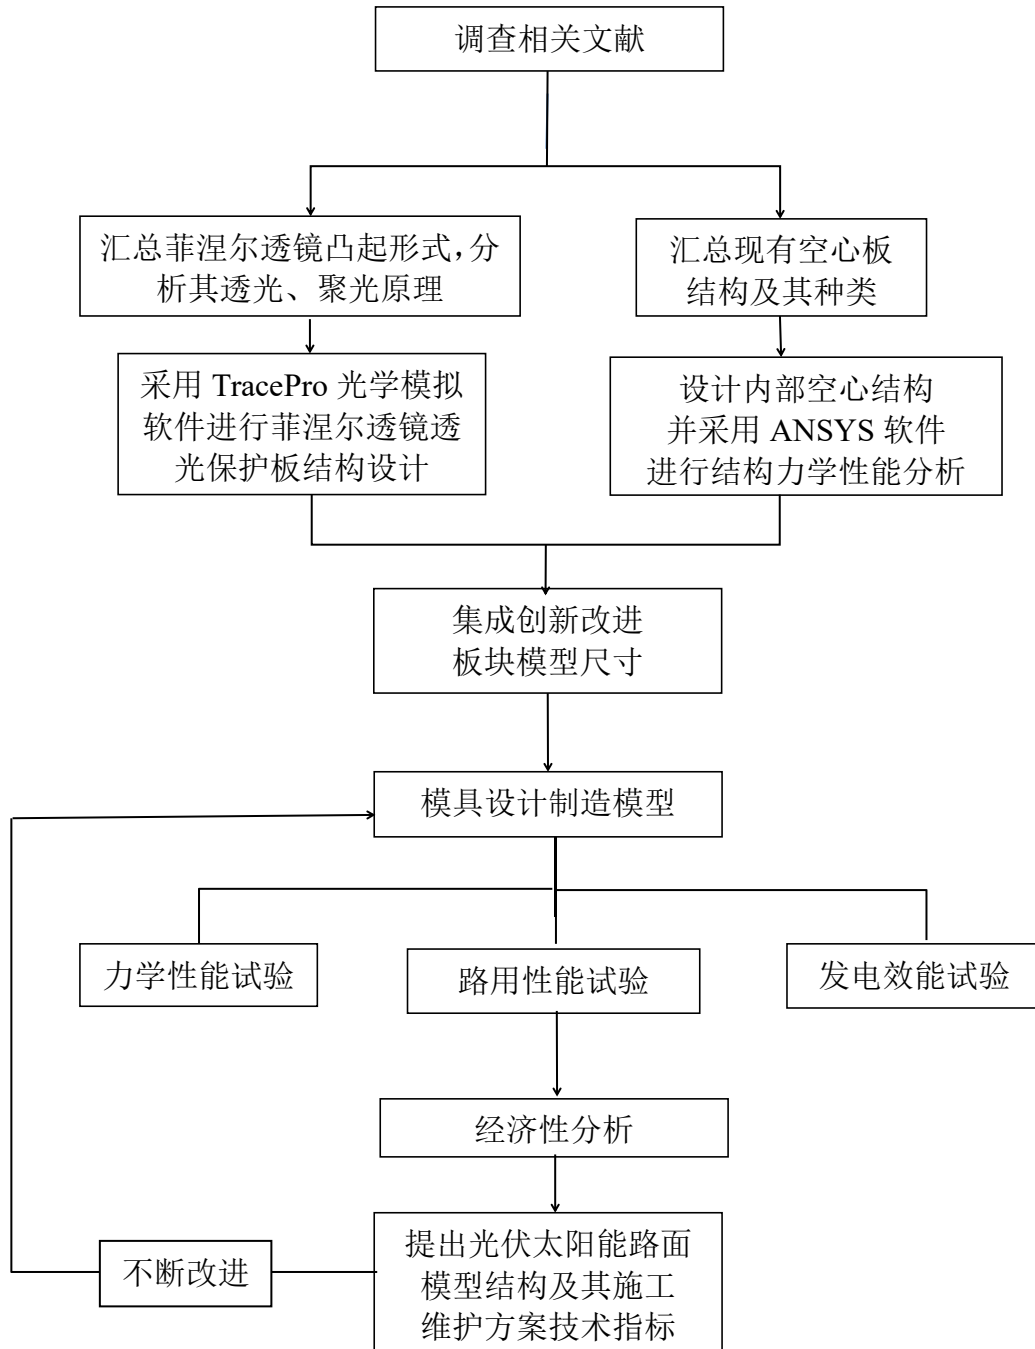 调查相关文献
汇总菲涅尔透镜凸起形式，分
析其透光、聚光原理
汇总现有空心板
结构及其种类
采用 TracePro 光学模拟
软件进行菲涅尔透镜透
光保护板结构设计
设计内部空心结构
并采用 ANSYS 软件
进行结构力学性能分析
集成创新改进
板块模型尺寸
模具设计制造模型
力学性能试验
路用性能试验
发电效能试验
经济性分析
不断改进
提出光伏太阳能路面
模型结构及其施工
维护方案技术指标